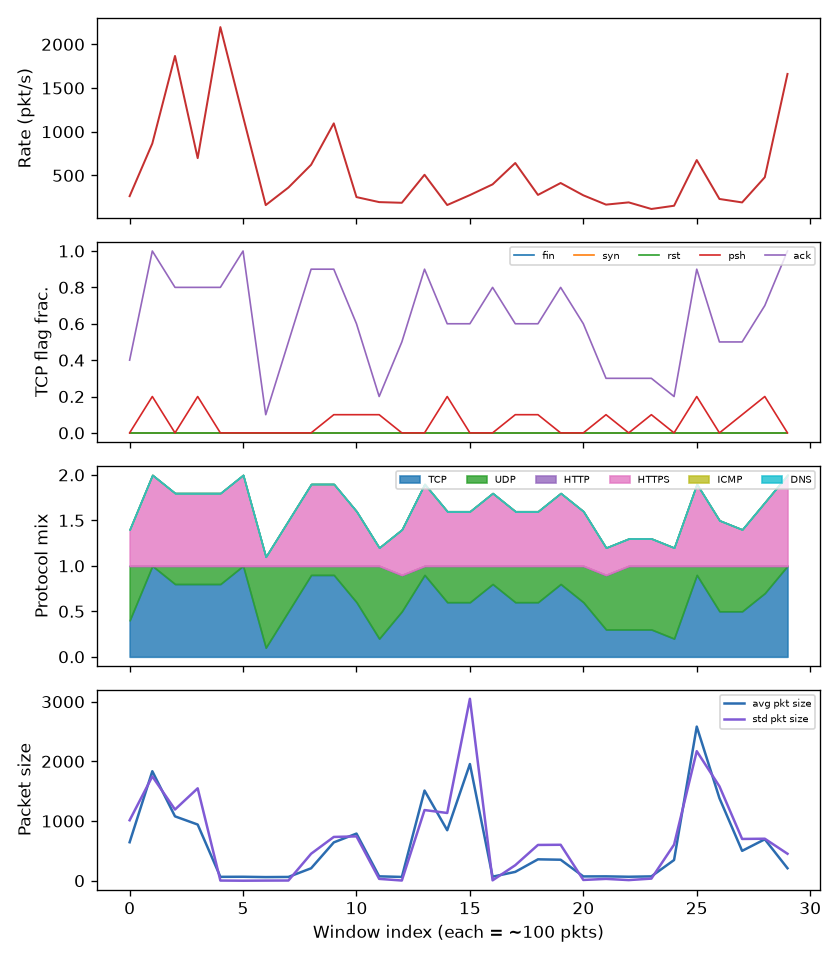 2000
1500
1000
500
Rate (pkt/s)
1.0
0.8
0.6
0.4
0.2
0.0
TCP flag frac.
fin syn rst psh ack
2.0
1.5
1.0
0.5
0.0
Protocol mix
TCP UDP HTTP HTTPS ICMP DNS
3000
2000
1000
0
Packet size
avg pkt size
std pkt size
0 5 10 15 20 25 30
Window index (each = ~100 pkts)